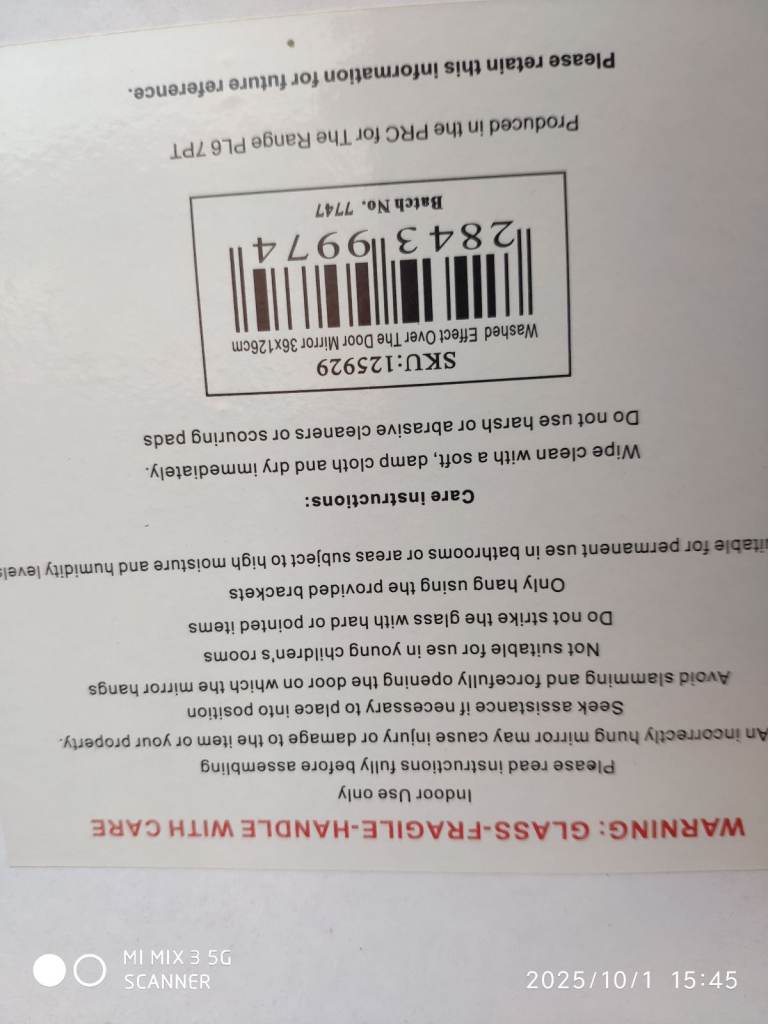 WARNING: GLASS-FRAGILE-HANDLE WITH CARE
Indoor Use only
Please read instructions fully before assembling
An incorrectly hung mirror may cause injury or damage to the item or your property.
Seek assistance if necessary to place into position
Avoid slamming and forcefully opening the door on which the mirror hangs
Not suitable for use in young children's rooms
Do not strike the glass with hard or pointed items
Only hang using the provided brackets
for permanent use in bathrooms or areas subject to high moisture and humidity levels
Care instructions:
Wipe clean with a soft, damp cloth and dry immediately.
Do not use harsh or abrasive cleaners or scouring pads
SKU:125929
Washed Effect Over The Door Mirror 36x126cm
2843 9974
Batch No. 7747
Produced in the PRC for The Range PL6 7PT
Please retain this information for future reference.
MI MIX 3 5G
SCANNER
2025/10/1 15:45